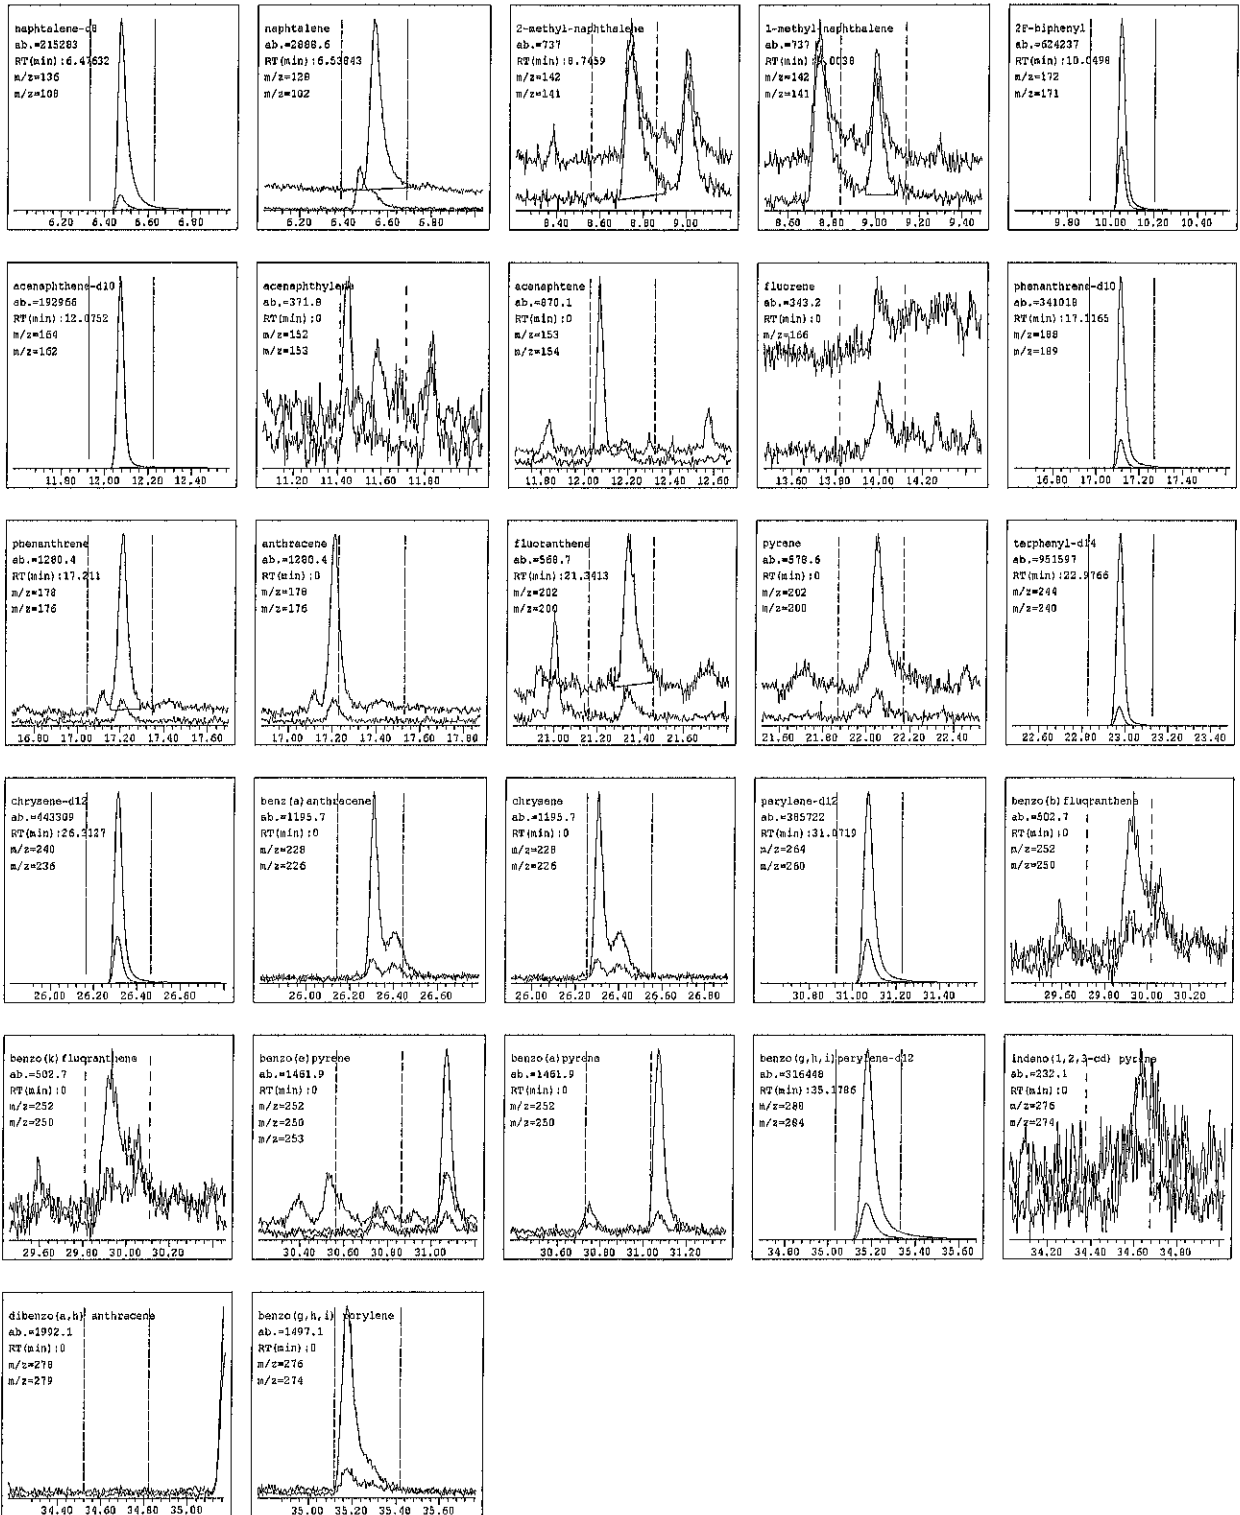 naphtalene-d8
ab.=215283
RT(min):6.47632
m/z=136
m/z=108
6.20 6.40 6.60 6.80
naphtalene
ab.=2888.6
RT(min):6.53843
m/z=128
m/z=102
6.20 6.40 6.60 6.80
2-methyl-naphthalene
ab.=737
RT(min):8.7459
m/z=142
m/z=141
8.40 8.60 8.80 9.00
1-methyl-naphthalene
ab.=737
m/z=142
m/z=141
8.60 8.80 9.00 9.20 9.40
2F-biphenyl
ab.=624237
RT(min):10.0498
m/z=172
m/z=171
9.80 10.00 10.20 10.40
acenaphthene-d10
ab.=192966
RT(min):12.0752
m/z=164
m/z=162
11.80 12.00 12.20 12.40
acenaphthylene
ab.=371.8
RT(min):0
m/z=152
m/z=153
11.20 11.40 11.60 11.80
acenaphtene
ab.=870.1
RT(min):0
m/z=153
m/z=154
11.80 12.00 12.20 12.40 12.60
fluorene
ab.=343.2
RT(min):0
m/z=166
13.60 13.80 14.00 14.20
phenanthrene-d10
ab.=341018
RT(min):17.1165
m/z=188
m/z=189
16.80 17.00 17.20 17.40
phenanthrene
ab.=1280.4
RT(min):17.211
m/z=178
m/z=176
16.80 17.00 17.20 17.40 17.60
anthracene
ab.=1280.4
RT(min):0
m/z=178
m/z=176
17.00 17.20 17.40 17.60 17.80
fluoranthene
ab.=568.7
RT(min):21.3413
m/z=202
m/z=200
21.00 21.20 21.40 21.60
pyrene
ab.=578.6
RT(min):0
m/z=202
m/z=200
21.60 21.80 22.00 22.20 22.40
terphenyl-d14
ab.=951597
RT(min):22.9766
m/z=244
m/z=240
22.60 22.80 23.00 23.20 23.40
chrysene-d12
ab.=443309
RT(min):26.3127
m/z=240
m/z=236
26.00 26.20 26.40 26.60
benz(a)anthracene
ab.=1195.7
RT(min):0
m/z=228
m/z=226
26.00 26.20 26.40 26.60
chrysene
ab.=1195.7
RT(min):0
m/z=228
m/z=226
26.00 26.20 26.40 26.60 26.80
perylene-d12
ab.=385722
RT(min):31.0719
m/z=264
m/z=260
30.80 31.00 31.20 31.40
benzo(b)fluqranthene
ab.=502.7
RT(min):0
m/z=252
m/z=250
29.60 29.80 30.00 30.20
benzo(k)fluqranthene
ab.=502.7
RT(min):0
m/z=252
m/z=250
29.60 29.80 30.00 30.20
benzo(e)pyrene
ab.=1461.9
RT(min):0
m/z=252
m/z=250
m/z=253
30.40 30.60 30.80 31.00
benzo(a)pyrene
ab.=1461.9
RT(min):0
m/z=252
m/z=250
30.60 30.80 31.00 31.20
benzo(g,h,i)perylene-d12
ab.=316448
RT(min):35.1786
m/z=288
m/z=284
34.80 35.00 35.20 35.40 35.60
indeno(1,2,3-cd) pyrene
ab.=232.1
RT(min):0
m/z=276
m/z=274
34.20 34.40 34.60 34.80
dibenzo(a,h) anthracene
ab.=1992.1
RT(min):0
m/z=278
m/z=279
34.40 34.60 34.80 35.00
benzo(g,h,i) perylene
ab.=1497.1
RT(min):0
m/z=276
m/z=274
35.00 35.20 35.40 35.60